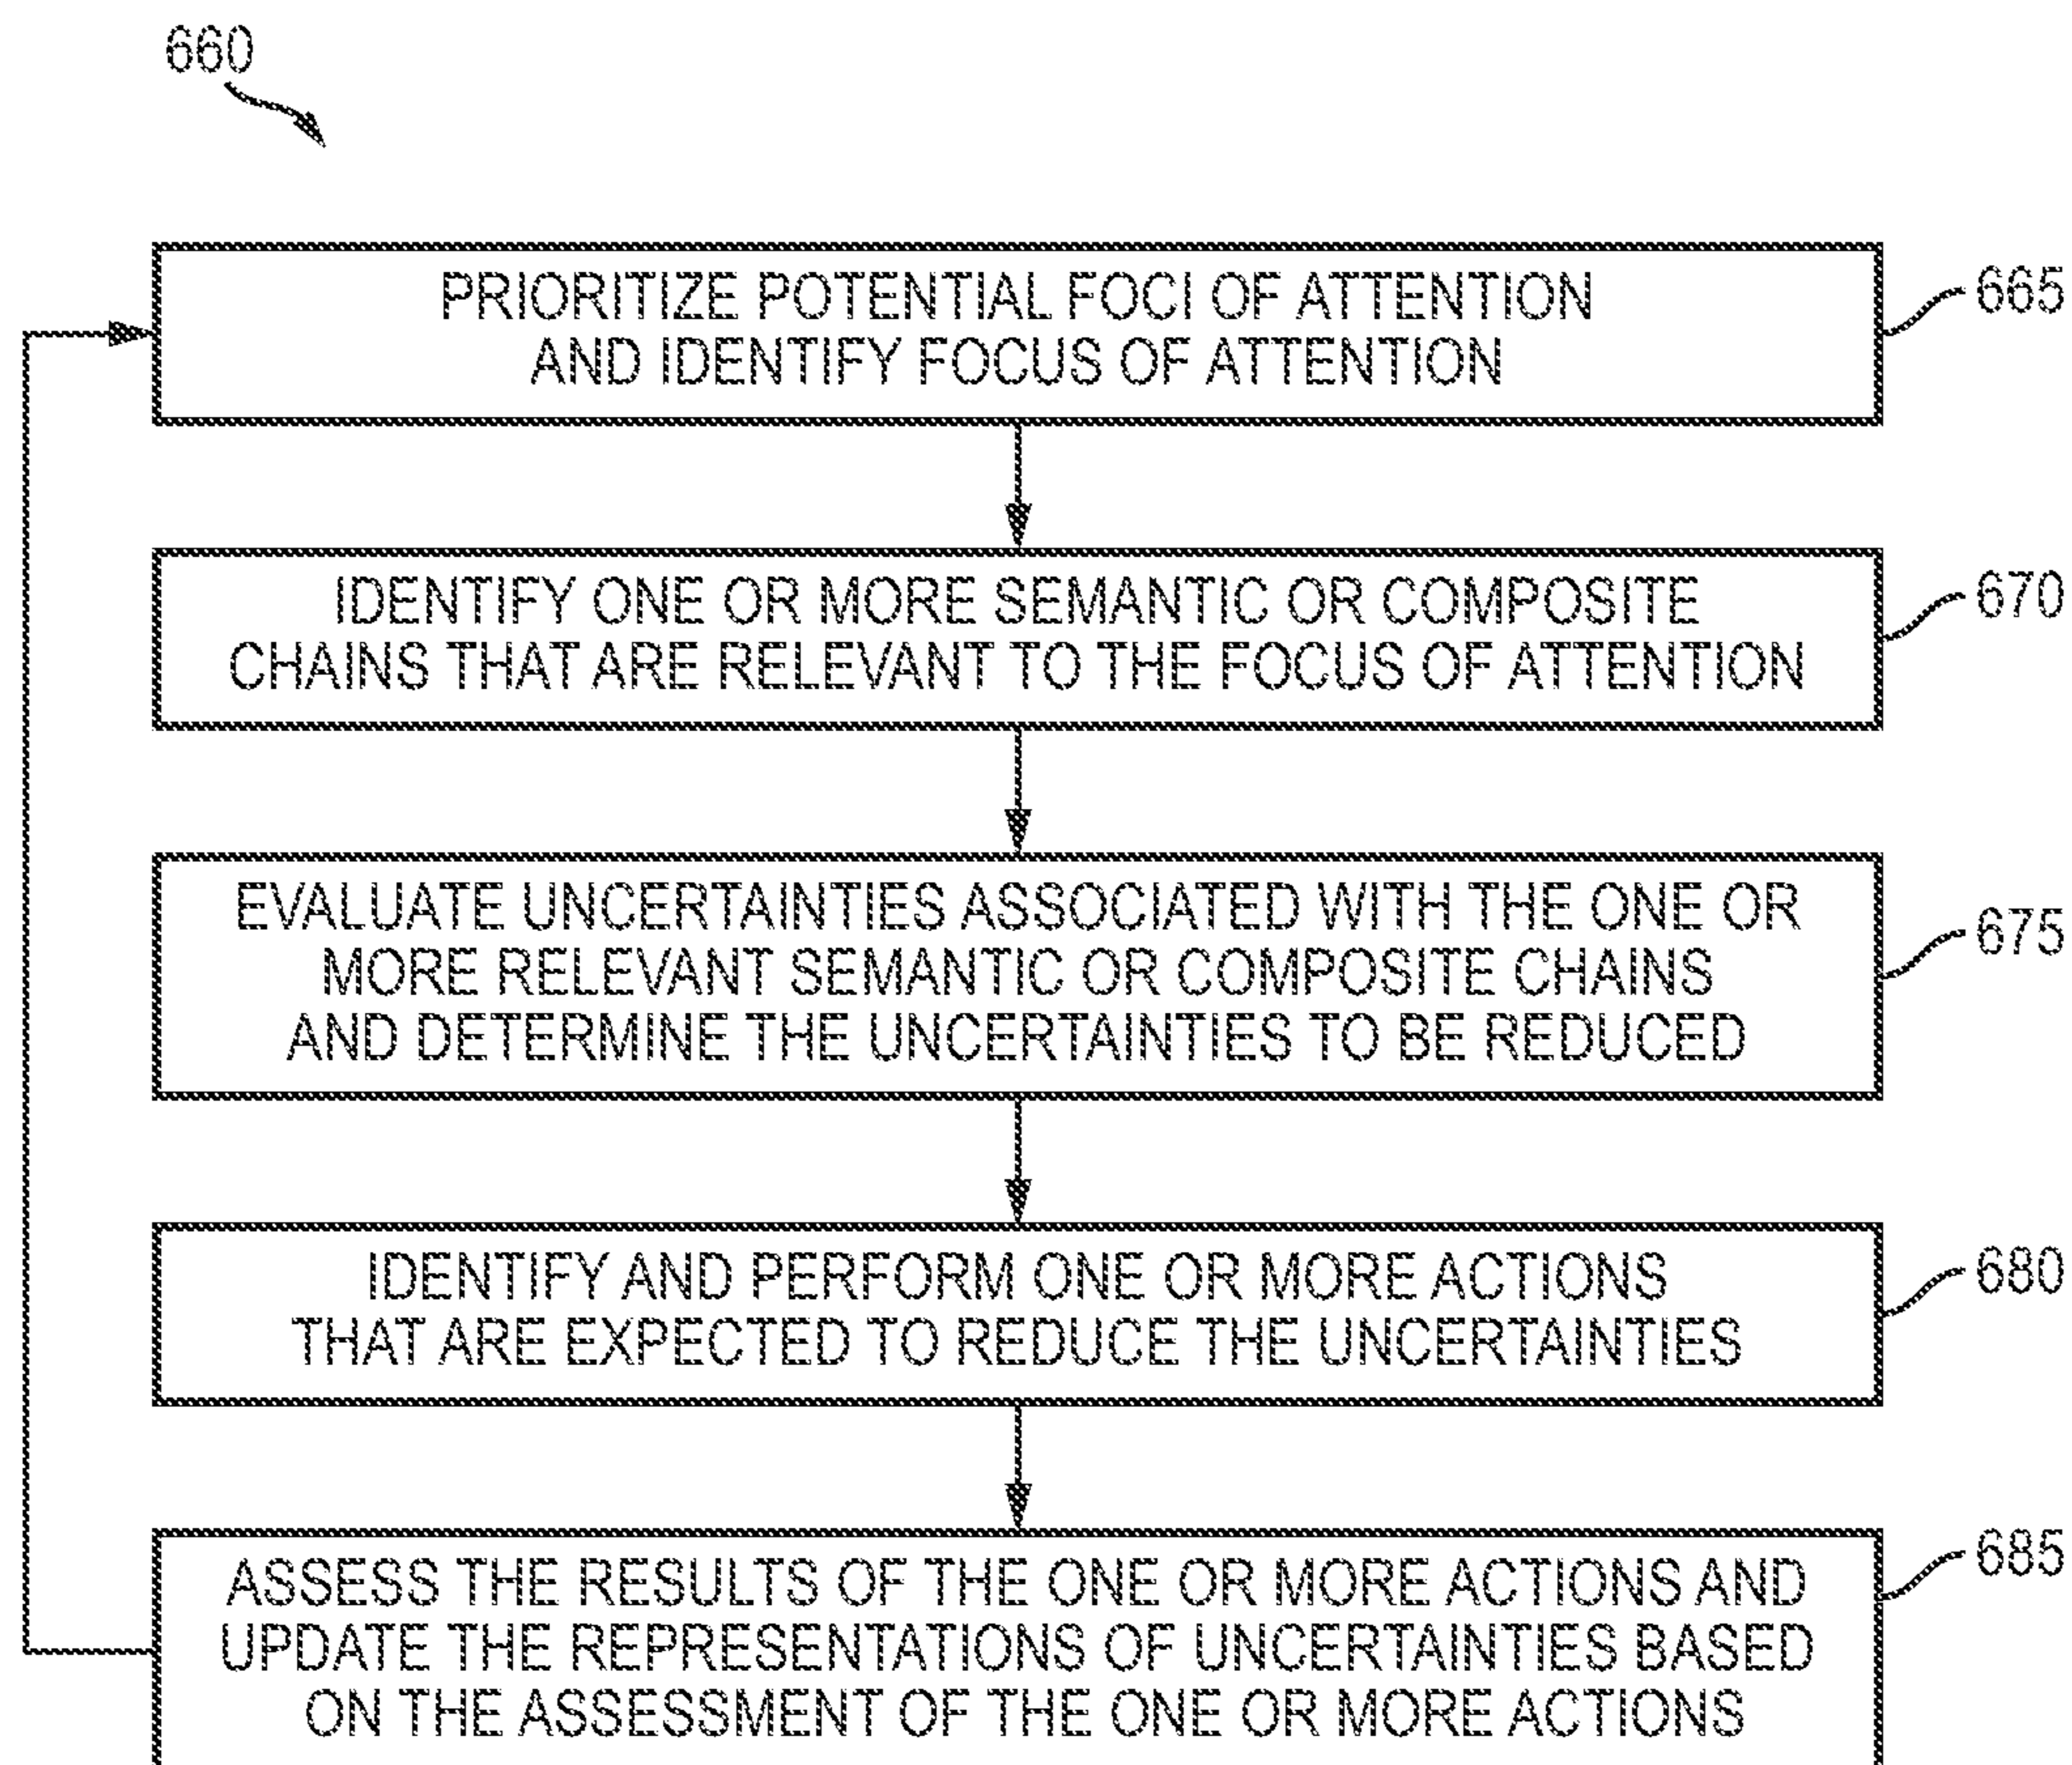 660
PRIORITIZE POTENTIAL FOCI OF ATTENTION
AND IDENTIFY FOCUS OF ATTENTION
665
IDENTIFY ONE OR MORE SEMANTIC OR COMPOSITE
CHAINS THAT ARE RELEVANT TO THE FOCUS OF ATTENTION
670
EVALUATE UNCERTAINTIES ASSOCIATED WITH THE ONE OR
MORE RELEVANT SEMANTIC OR COMPOSITE CHAINS
AND DETERMINE THE UNCERTAINTIES TO BE REDUCED
675
IDENTIFY AND PERFORM ONE OR MORE ACTIONS
THAT ARE EXPECTED TO REDUCE THE UNCERTAINTIES
680
ASSESS THE RESULTS OF THE ONE OR MORE ACTIONS AND
UPDATE THE REPRESENTATIONS OF UNCERTAINTIES BASED
ON THE ASSESSMENT OF THE ONE OR MORE ACTIONS
685